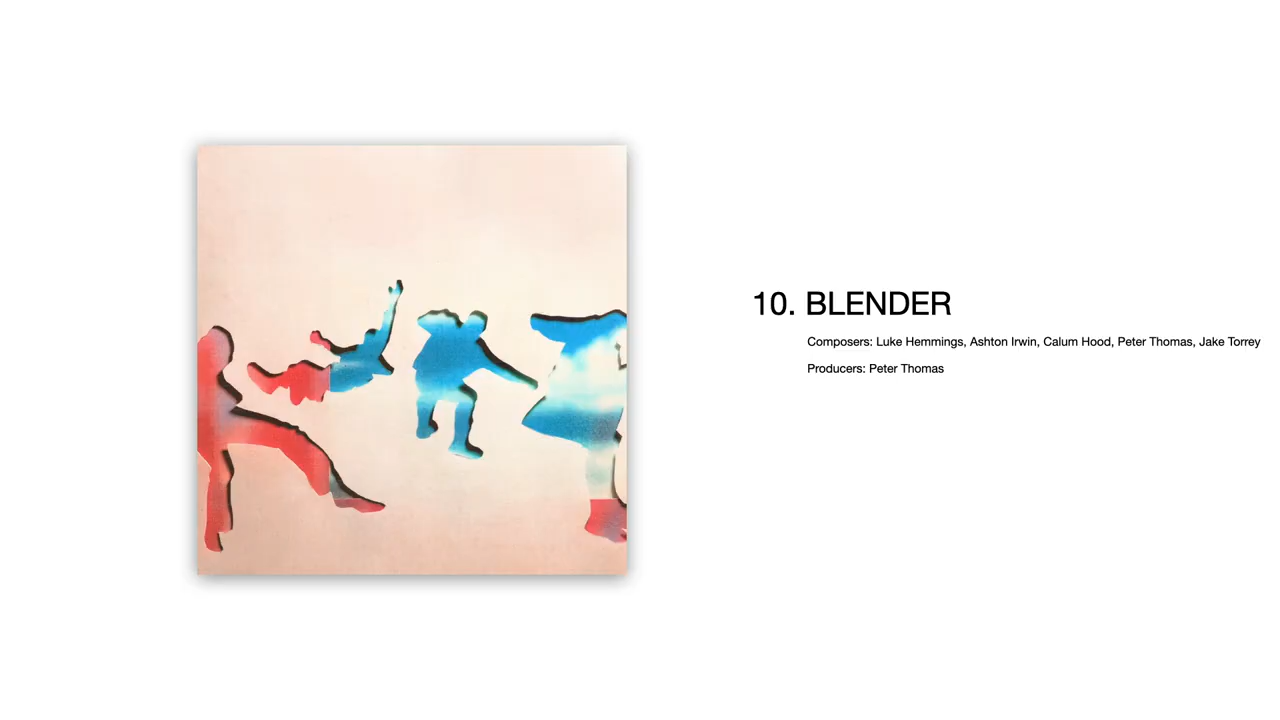 10. BLENDER
Composers: Luke Hemmings, Ashton Irwin, Calum Hood, Peter Thomas, Jake Torrey
Producers: Peter Thomas